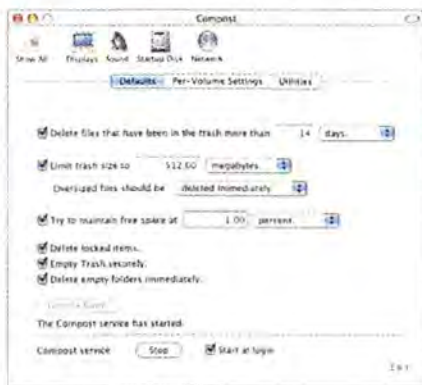 Compost
Show All Displays Sound Startup Disk Network
Defaults Per-Volume Settings Utilities
Delete files that have been in the trash more than 14 days.
Limit trash size to 512.00 megabytes.
Oversized files should be deleted immediately.
Try to maintain free space at 1.00 percent.
Delete locked items.
Empty Trash securely.
Delete empty folders immediately.
The Compost service has started.
Compost service Stop Start at login